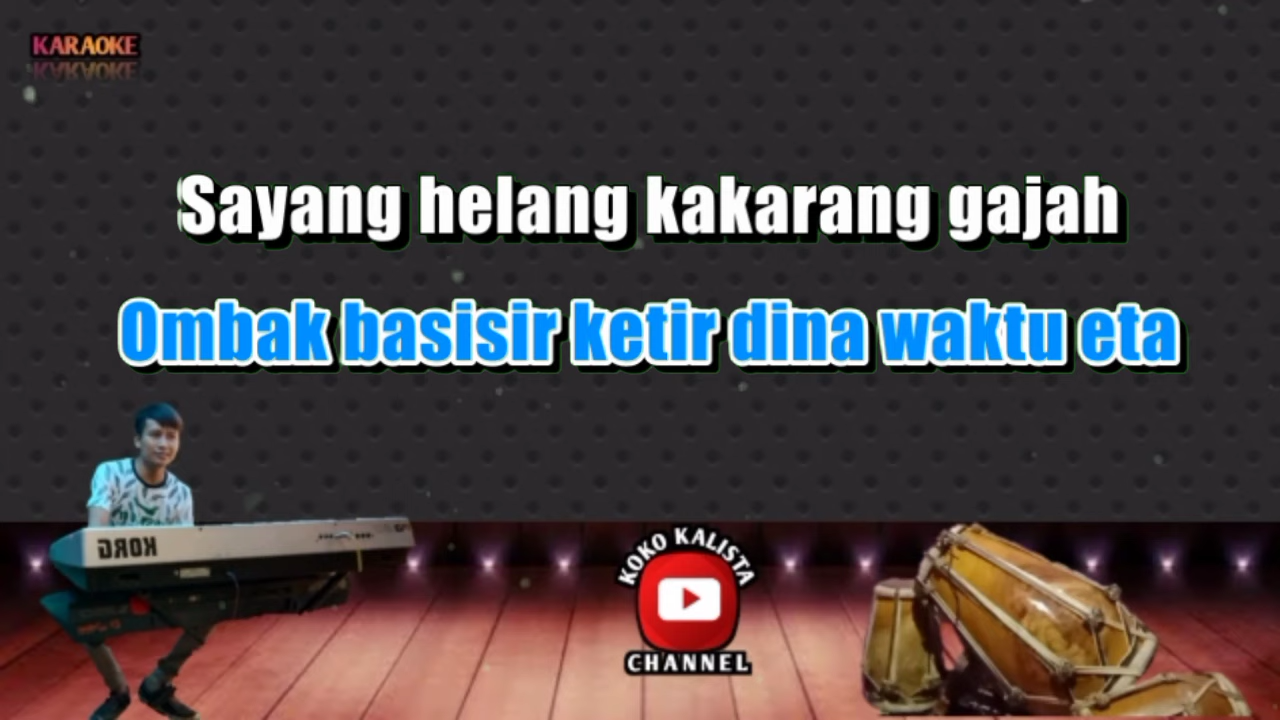 KARAOKE
Sayang helang kakarang gajah
Ombak basisir ketir dina waktu eta
KORG
KOKO KALISTA
CHANNEL